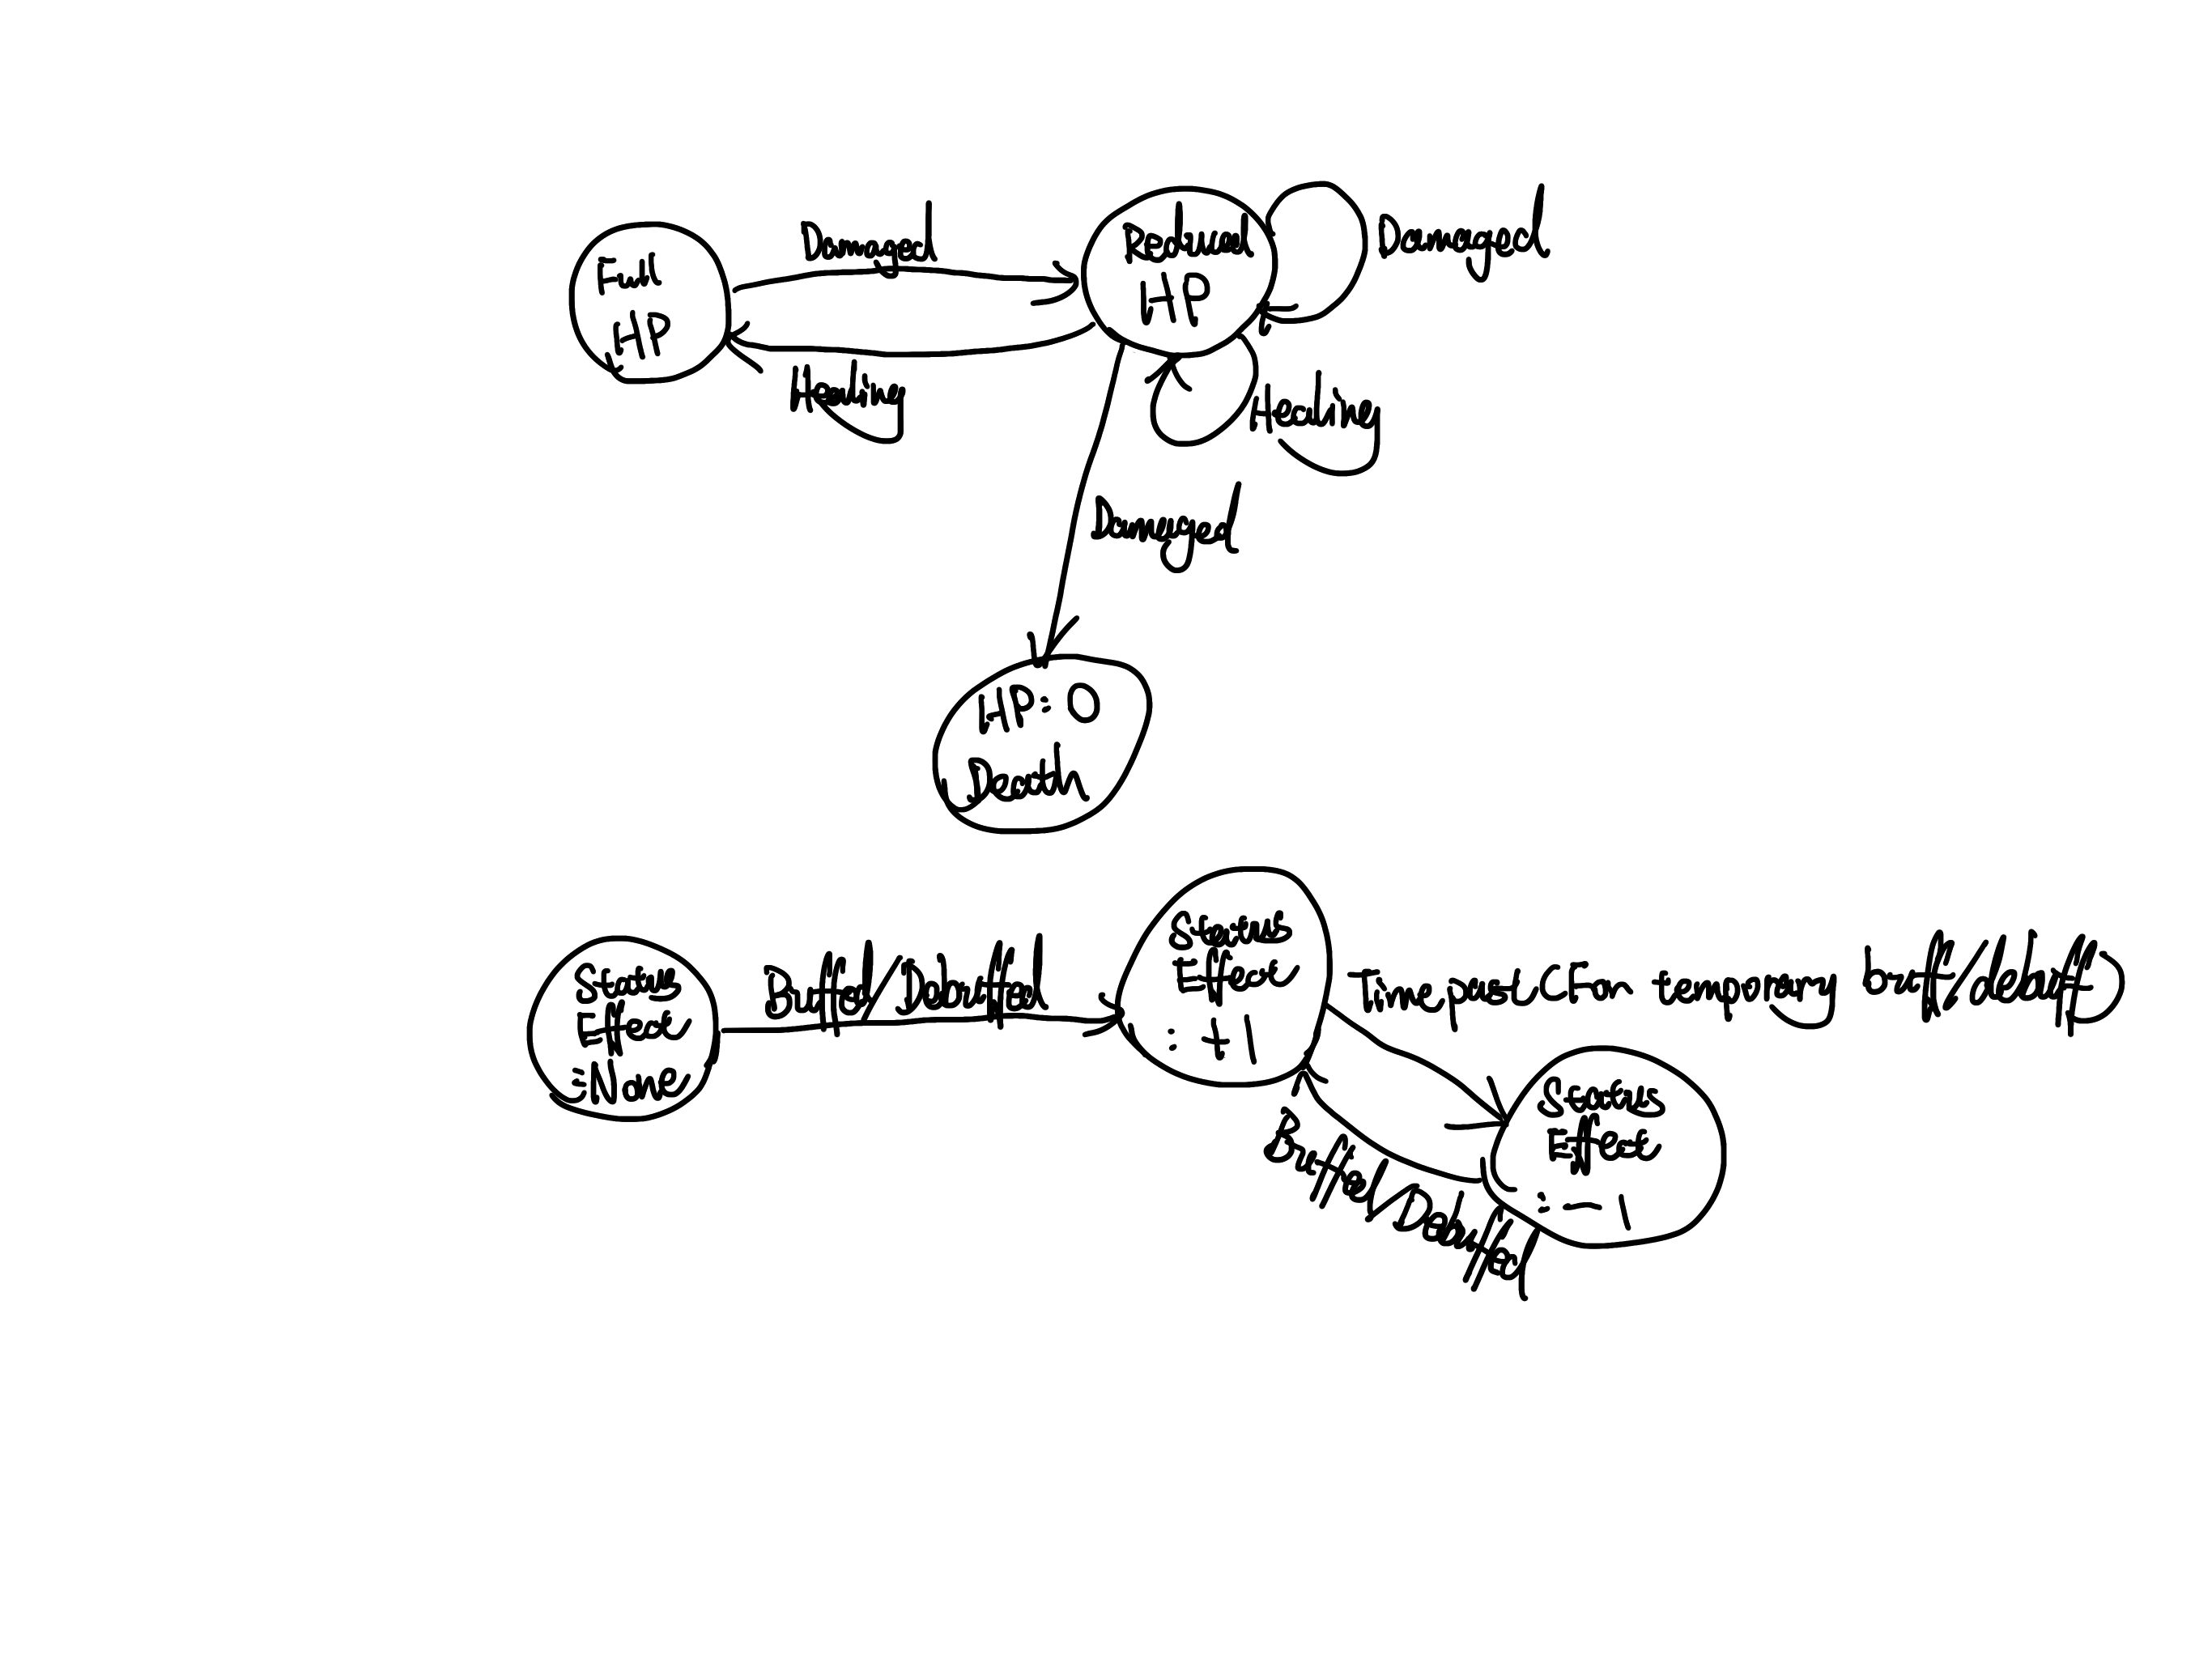 Full
HP
Damaged
Healing
Reduced
HP
Damaged
Healing
Damaged
HP: 0
Death
Status
Effect
: None
Buffed/Debuffed
Status
Effect
: +1
Time past (For temporary buff/debuff)
Buffed/Debuffed
Status
Effect
: -1